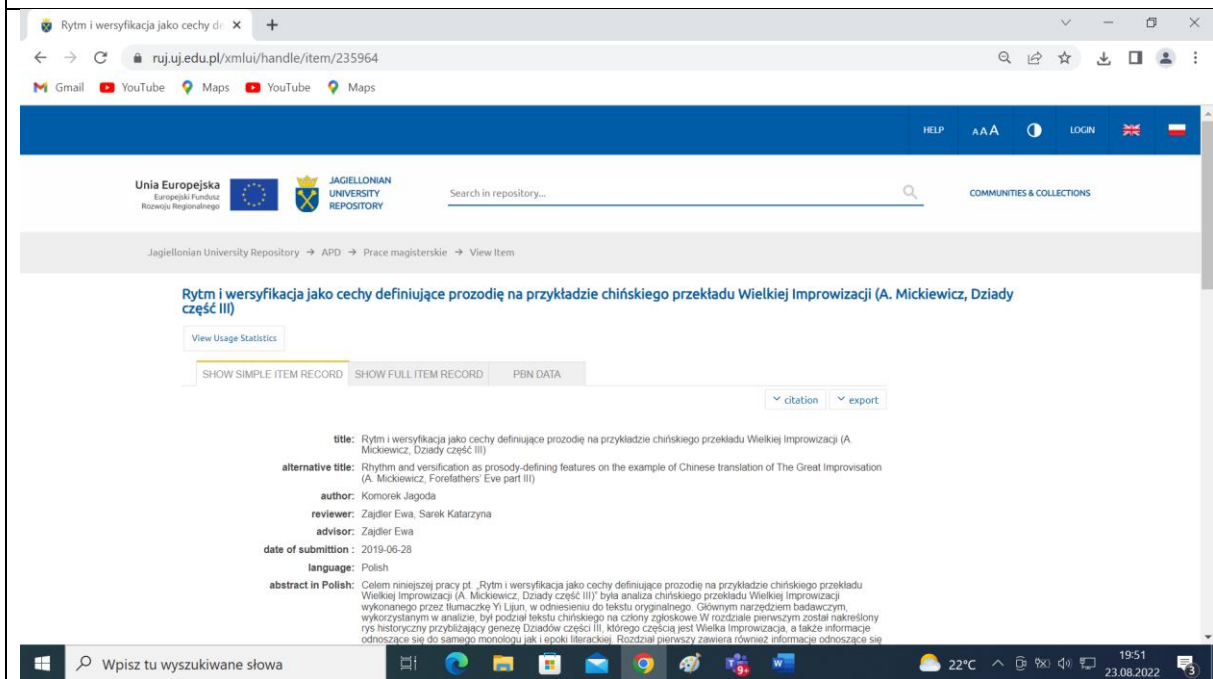 Rytm i wersyfikacja jako cechy de
ruj.uj.edu.pl/xmlui/handle/item/235964
Gmail YouTube Maps YouTube Maps
HELP AAA LOGIN
Unia Europejska
Europejski Fundusz
Rozwoju Regionalnego
JAGIELLONIAN
UNIVERSITY
REPOSITORY
Search in repository...
COMMUNITIES & COLLECTIONS
Jagiellonian University Repository → APD → Prace magisterskie → View Item
Rytm i wersyfikacja jako cechy definiujące prozodię na przykładzie chińskiego przekładu Wielkiej Improwizacji (A. Mickiewicz, Dziady
część III)
View Usage Statistics
SHOW SIMPLE ITEM RECORD SHOW FULL ITEM RECORD PBN DATA
citation export
title: Rytm i wersyfikacja jako cechy definiujące prozodię na przykładzie chińskiego przekładu Wielkiej Improwizacji (A.
Mickiewicz, Dziady część III)
alternative title: Rhythm and versification as prosody-defining features on the example of Chinese translation of The Great Improvisation
(A. Mickiewicz, Forefathers' Eve part III)
author: Komorek Jagoda
reviewer: Zajdler Ewa, Sarek Katarzyna
advisor: Zajdler Ewa
date of submittion : 2019-06-28
language: Polish
abstract in Polish: Celem niniejszej pracy pt. „Rytm i wersyfikacja jako cechy definiujące prozodię na przykładzie chińskiego przekładu
Wielkiej Improwizacji (A. Mickiewicz, Dziady część III)” była analiza chińskiego przekładu Wielkiej Improwizacji
wykonanego przez tłumaczkę Yi Lijun, w odniesieniu do tekstu oryginalnego. Głównym narzędziem badawczym,
wykorzystanym w analizie, był podział tekstu chińskiego na człony zgłoskowe.W rozdziale pierwszym został nakreślony
rys historyczny przybliżający genezę Dziadów części III, którego częścią jest Wielka Improwizacja, a także informacje
odnoszące się do samego monologu jak i epoki literackiej. Rozdział pierwszy zawiera również informacje odnoszące się
Wpisz tu wyszukiwane słowa
9+
22°C
19:51
23.08.2022
3